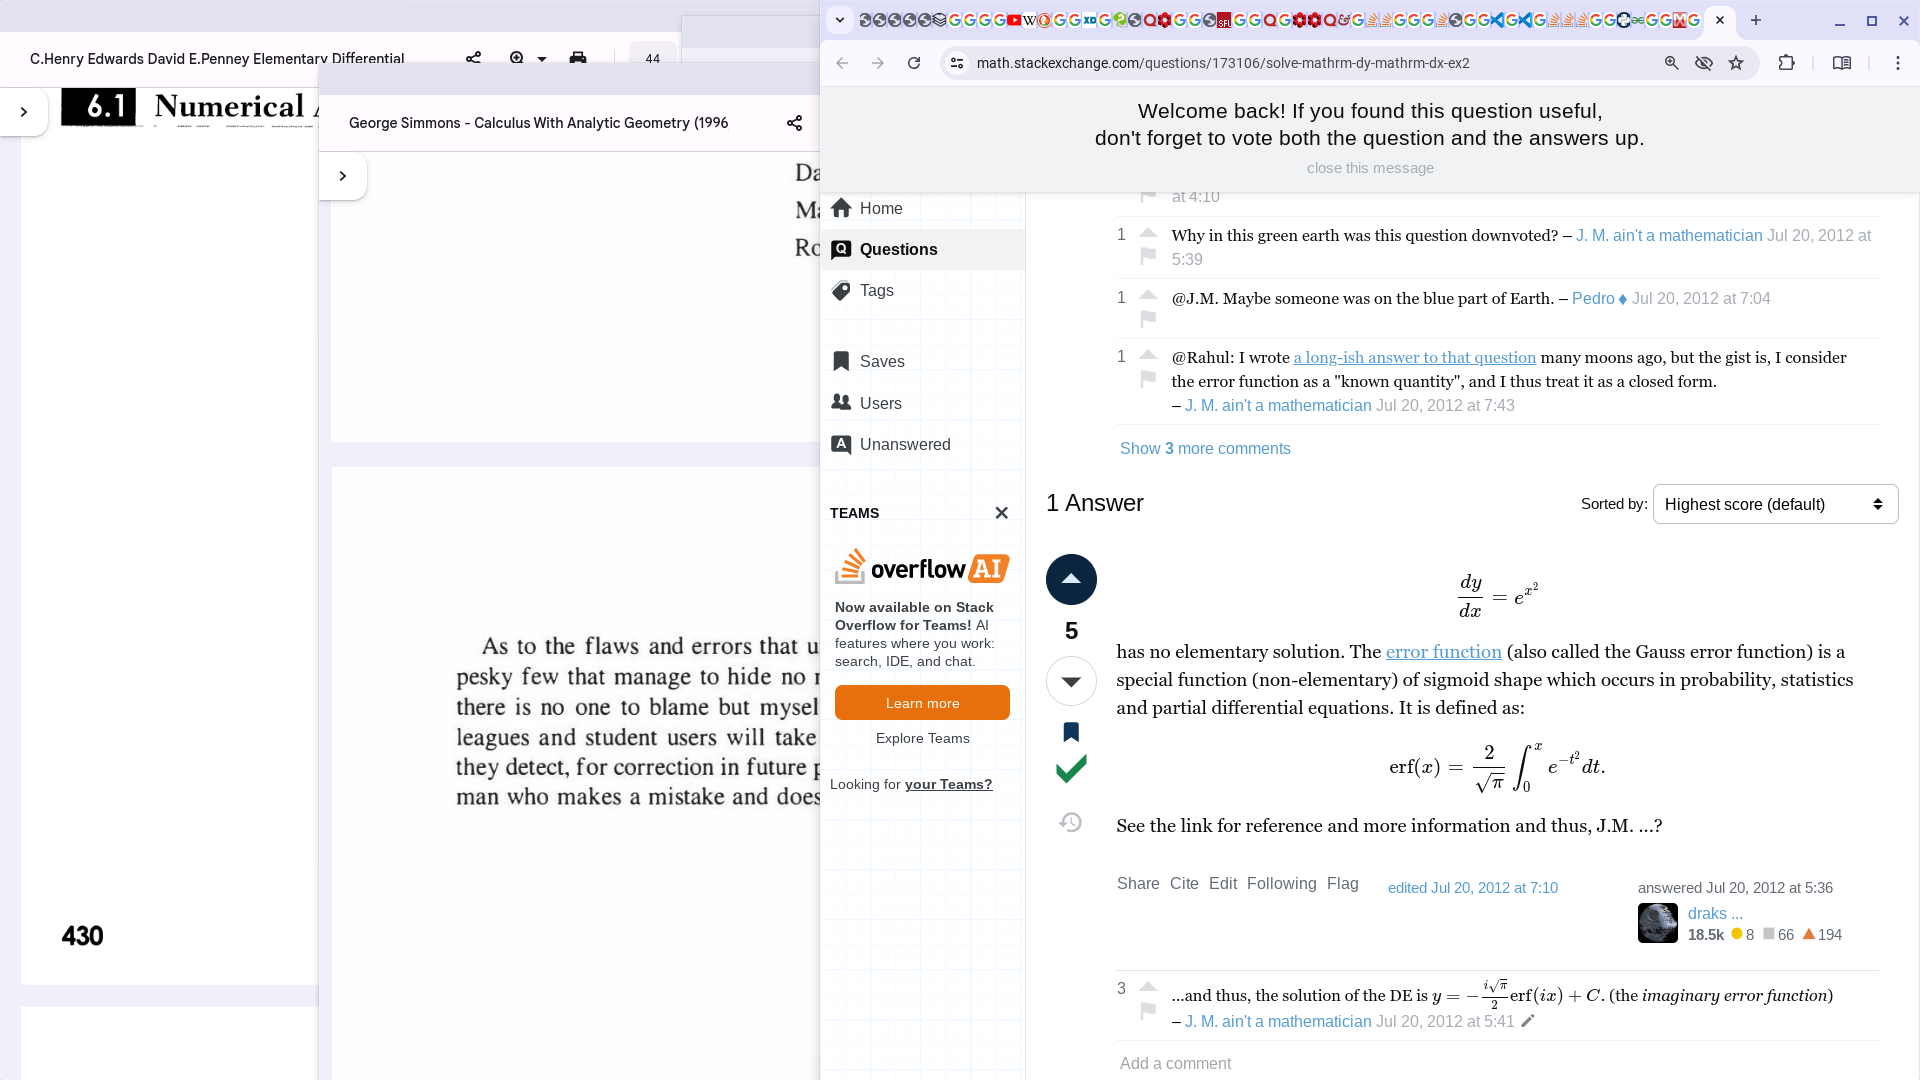 C.Henry Edwards David E.Penney Elementary Differential
44
6.1 Numerical
430
George Simmons - Calculus With Analytic Geometry (1996
As to the flaws and errors that
pesky few that manage to hide no
there is no one to blame but mysel
leagues and student users will take
they detect, for correction in future p
man who makes a mistake and does
math.stackexchange.com/questions/173106/solve-mathrm-dy-mathrm-dx-ex2
Welcome back! If you found this question useful,
don't forget to vote both the question and the answers up.
close this message
Home
Questions
Tags
Saves
Users
Unanswered
TEAMS
overflow AI
Now available on Stack
Overflow for Teams! AI
features where you work:
search, IDE, and chat.
Learn more
Explore Teams
Looking for your Teams?
at 4:10
1 Why in this green earth was this question downvoted? – J. M. ain't a mathematician Jul 20, 2012 at
5:39
1 @J.M. Maybe someone was on the blue part of Earth. – Pedro ♦ Jul 20, 2012 at 7:04
1 @Rahul: I wrote a long-ish answer to that question many moons ago, but the gist is, I consider
the error function as a "known quantity", and I thus treat it as a closed form.
– J. M. ain't a mathematician Jul 20, 2012 at 7:43
Show 3 more comments
1 Answer
Sorted by: Highest score (default)
5
dy/dx = e^{x^2}
has no elementary solution. The error function (also called the Gauss error function) is a
special function (non-elementary) of sigmoid shape which occurs in probability, statistics
and partial differential equations. It is defined as:
erf(x) = 2/√π ∫_0^x e^{−t^2} dt.
See the link for reference and more information and thus, J.M. ...?
Share Cite Edit Following Flag
edited Jul 20, 2012 at 7:10
answered Jul 20, 2012 at 5:36
draks ...
18.5k 8 66 194
3 ...and thus, the solution of the DE is y = −i√π/2 erf(ix) + C. (the imaginary error function)
– J. M. ain't a mathematician Jul 20, 2012 at 5:41
Add a comment